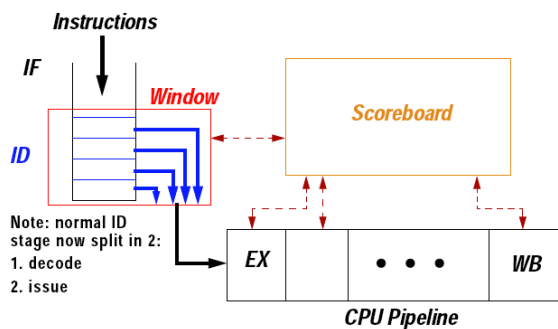 Instructions
IF
Window
Scoreboard
ID
Note: normal ID
stage now split in 2:
1. decode
2. issue
EX
WB
CPU Pipeline